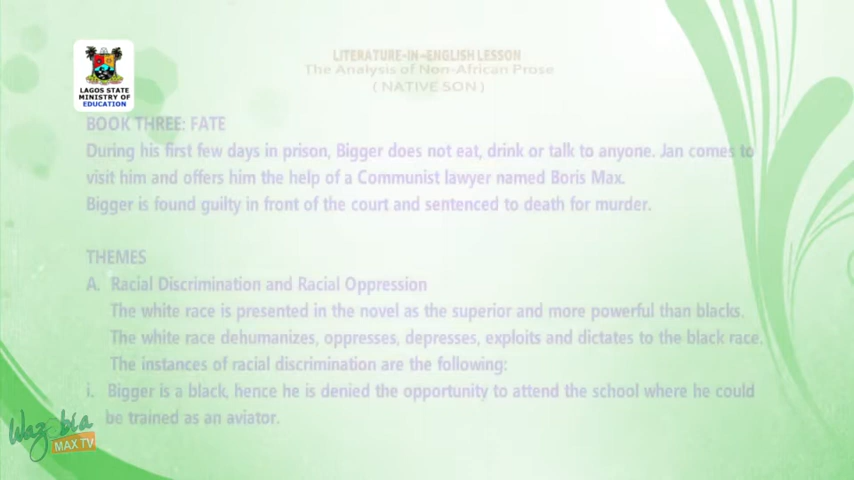 LITERATURE-IN-ENGLISH LESSON
The Analysis of Non-African Prose
( NATIVE SON )
LAGOS STATE
MINISTRY OF
EDUCATION
BOOK THREE: FATE
During his first few days in prison, Bigger does not eat, drink or talk to anyone. Jan comes to
visit him and offers him the help of a Communist lawyer named Boris Max.
Bigger is found guilty in front of the court and sentenced to death for murder.
THEMES
A. Racial Discrimination and Racial Oppression
The white race is presented in the novel as the superior and more powerful than blacks.
The white race dehumanizes, oppresses, depresses, exploits and dictates to the black race.
The instances of racial discrimination are the following:
i. Bigger is a black, hence he is denied the opportunity to attend the school where he could
be trained as an aviator.
Wazobia
MAX TV